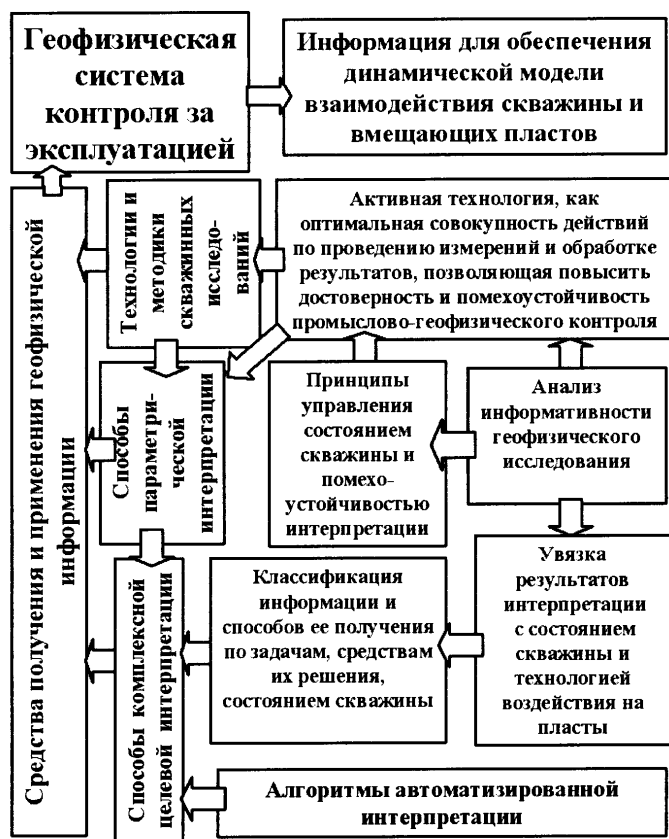 Геофизическая
система
контроля за
эксплуатацией
Информация для обеспечения
динамической модели
взаимодействия скважины и
вмещающих пластов
Средства получения и применения геофизической
информации
Технологии и
методики
скважинных
исследо-
ваний
Активная технология, как
оптимальная совокупность действий
по проведению измерений и обработке
результатов, позволяющая повысить
достоверность и помехоустойчивость
промыслово-геофизического контроля
Способы
параметри-
ческой
интерпретации
Принципы
управления
состоянием
скважины и
помехо-
устойчивостью
интерпретации
Анализ
информативности
геофизического
исследования
Способы комплексной
целевой интерпретации
Классификация
информации и
способов ее получения
по задачам, средствам
их решения,
состоянием скважины
Увязка
результатов
интерпретации
с состоянием
скважины и
технологией
воздействия на
пласты
Алгоритмы автоматизированной
интерпретации